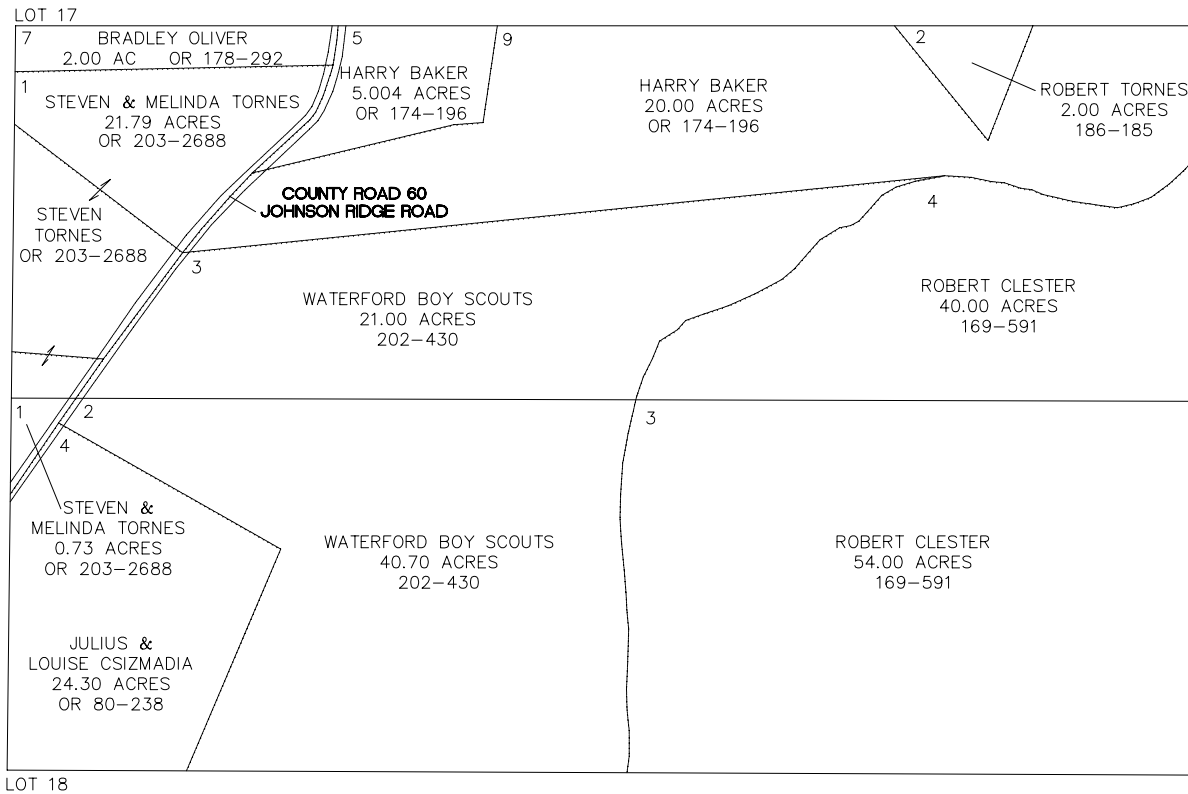 LOT 17
7
BRADLEY OLIVER
2.00 AC OR 178-292
5
9
2
1
STEVEN & MELINDA TORNES
21.79 ACRES
OR 203-2688
HARRY BAKER
5.004 ACRES
OR 174-196
HARRY BAKER
20.00 ACRES
OR 174-196
ROBERT TORNES
2.00 ACRES
186-185
COUNTY ROAD 60
JOHNSON RIDGE ROAD
STEVEN
TORNES
OR 203-2688
3
4
WATERFORD BOY SCOUTS
21.00 ACRES
202-430
ROBERT CLESTER
40.00 ACRES
169-591
1
2
3
4
STEVEN &
MELINDA TORNES
0.73 ACRES
OR 203-2688
WATERFORD BOY SCOUTS
40.70 ACRES
202-430
ROBERT CLESTER
54.00 ACRES
169-591
JULIUS &
LOUISE CSIZMADIA
24.30 ACRES
OR 80-238
LOT 18